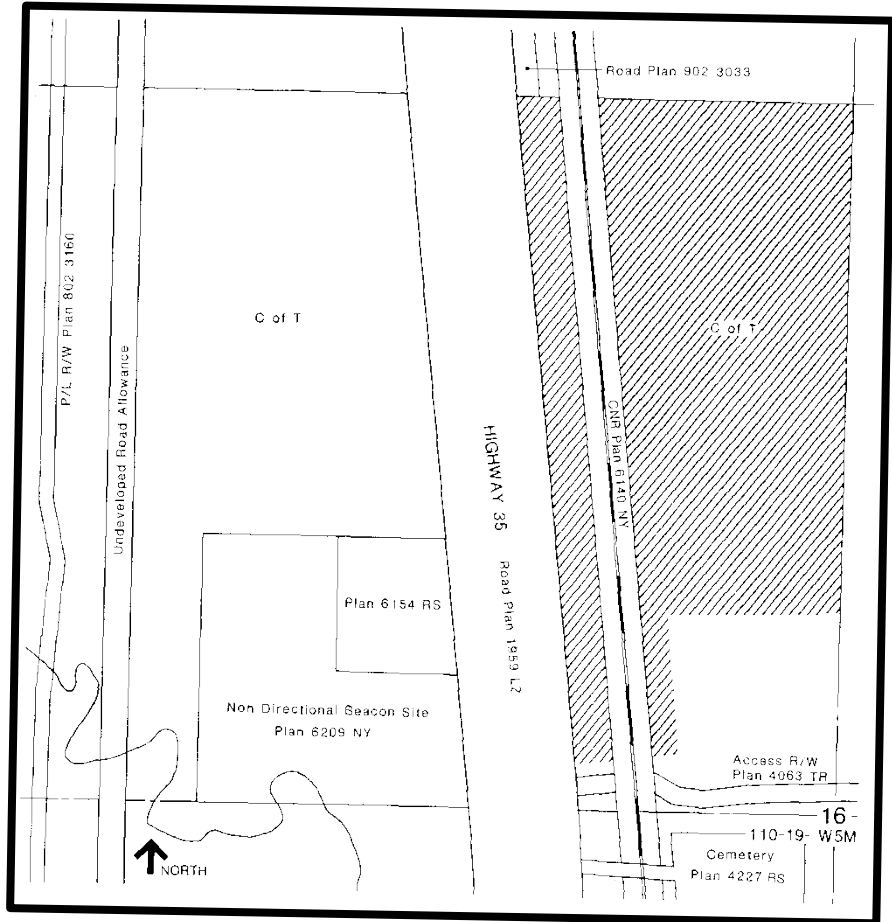 Road Plan 902 3033
P/L R/W Plan 802 3160
Undeveloped Road Allowance
C of T
C of T
CNR Plan 6140 NY
HIGHWAY 35 Road Plan 1959 LZ
Plan 6154 RS
Non Directional Beacon Site
Plan 6209 NY
Access R/W
Plan 4063 TR
16
110-19- W5M
Cemetery
Plan 4227 RS
NORTH